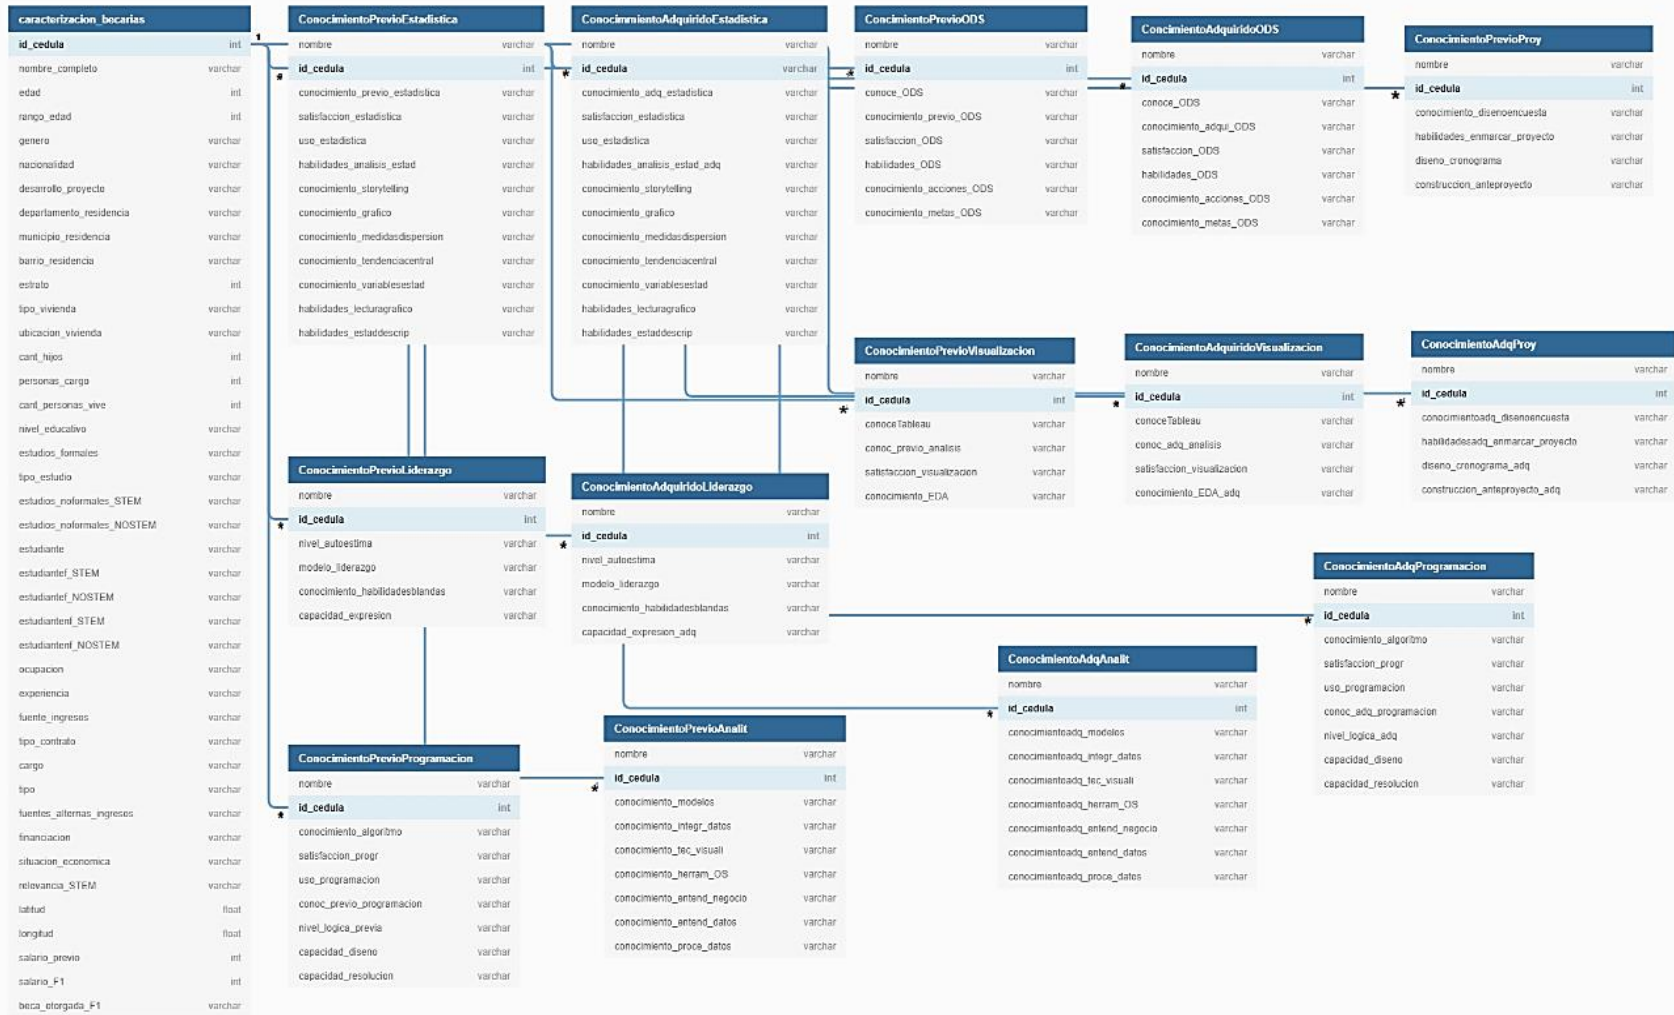 caracterizacion_becarias
id_cedula int
nombre_completo varchar
edad int
rango_edad int
genero varchar
nacionalidad varchar
desarrollo_proyecto varchar
departamento_residencia varchar
municipio_residencia varchar
barrio_residencia varchar
estrato int
tipo_vivienda varchar
ubicacion_vivienda varchar
cant_hijos int
personas_cargo int
cant_personas_vive int
nivel_educativo varchar
estudios_formales varchar
tipo_estudio varchar
estudios_noformales_STEM varchar
estudios_noformales_NOSTEM varchar
estudiante varchar
estudiantef_STEM varchar
estudiantef_NOSTEM varchar
estudiantenf_STEM varchar
estudiantenf_NOSTEM varchar
ocupacion varchar
experiencia varchar
fuente_ingresos varchar
tipo_contrato varchar
cargo varchar
tipo varchar
fuentes_alternas_ingresos varchar
financiacion varchar
situacion_economica varchar
relevancia_STEM varchar
latitud float
longitud float
salario_previo int
salario_F1 int
beca_otorgada_F1 varchar
1
ConocimientoPrevioEstadistica
nombre varchar
* id_cedula int
conocimiento_previo_estadistica varchar
satisfaccion_estadistica varchar
uso_estadistica varchar
habilidades_analisis_estad varchar
conocimiento_storytelling varchar
conocimiento_grafico varchar
conocimiento_medidasdispersion varchar
conocimiento_tendenciacentral varchar
conocimiento_variablesestad varchar
habilidades_lecturagrafico varchar
habilidades_estaddescrip varchar
ConocimmientoAdquiridoEstadistica
nombre varchar
* id_cedula varchar
conocimiento_adq_estadistica varchar
satisfaccion_estadistica varchar
uso_estadistica varchar
habilidades_analisis_estad_adq varchar
conocimiento_storytelling varchar
conocimiento_grafico varchar
conocimiento_medidasdispersion varchar
conocimiento_tendenciacentral varchar
conocimiento_variablesestad varchar
habilidades_lecturagrafico varchar
habilidades_estaddescrip varchar
ConcimientoPrevioODS
nombre varchar
* id_cedula int
conoce_ODS varchar
conocimiento_previo_ODS varchar
satisfaccion_ODS varchar
habilidades_ODS varchar
conocimiento_acciones_ODS varchar
conocimiento_metas_ODS varchar
ConcimientoAdquiridoODS
nombre varchar
* id_cedula int
conoce_ODS varchar
conocimiento_adqui_ODS varchar
satisfaccion_ODS varchar
habilidades_ODS varchar
conocimiento_acciones_ODS varchar
conocimiento_metas_ODS varchar
ConocimientoPrevioProy
nombre varchar
* id_cedula int
conocimiento_disenoencuesta varchar
habilidades_enmarcar_proyecto varchar
diseno_cronograma varchar
construccion_anteproyecto varchar
ConocimientoPrevioVisualizacion
nombre varchar
* id_cedula int
conoceTableau varchar
conoc_previo_analisis varchar
satisfaccion_visualizacion varchar
conocimiento_EDA varchar
ConocimientoAdquiridoVisualizacion
nombre varchar
* id_cedula int
conoceTableau varchar
conoc_adq_analisis varchar
satisfaccion_visualizacion varchar
conocimiento_EDA_adq varchar
ConocimientoAdqProy
nombre varchar
* id_cedula int
conocimientoadq_disenoencuesta varchar
habilidadesadq_enmarcar_proyecto varchar
diseno_cronograma_adq varchar
construccion_anteproyecto_adq varchar
ConocimientoPrevioLiderazgo
nombre varchar
* id_cedula int
nivel_autoestima varchar
modelo_liderazgo varchar
conocimiento_habilidadesblandas varchar
capacidad_expresion varchar
ConocimientoAdquiridoLiderazgo
nombre varchar
* id_cedula int
nivel_autoestima varchar
modelo_liderazgo varchar
conocimiento_habilidadesblandas varchar
capacidad_expresion_adq varchar
ConocimientoAdqProgramacion
nombre varchar
* id_cedula int
conocimiento_algoritmo varchar
satisfaccion_progr varchar
uso_programacion varchar
conoc_adq_programacion varchar
nivel_logica_adq varchar
capacidad_diseno varchar
capacidad_resolucion varchar
ConocimientoAdqAnalit
nombre varchar
* id_cedula int
conocimientoadq_modelos varchar
conocimientoadq_integr_datos varchar
conocimientoadq_tec_visuali varchar
conocimientoadq_herram_OS varchar
conocimientoadq_entend_negocio varchar
conocimientoadq_entend_datos varchar
conocimientoadq_proce_datos varchar
ConocimientoPrevioAnalit
nombre varchar
* id_cedula int
conocimiento_modelos varchar
conocimiento_integr_datos varchar
conocimiento_tec_visuali varchar
conocimiento_herram_OS varchar
conocimiento_entend_negocio varchar
conocimiento_entend_datos varchar
conocimiento_proce_datos varchar
ConocimientoPrevioProgramacion
nombre varchar
* id_cedula int
conocimiento_algoritmo varchar
satisfaccion_progr varchar
uso_programacion varchar
conoc_previo_programacion varchar
nivel_logica_previa varchar
capacidad_diseno varchar
capacidad_resolucion varchar